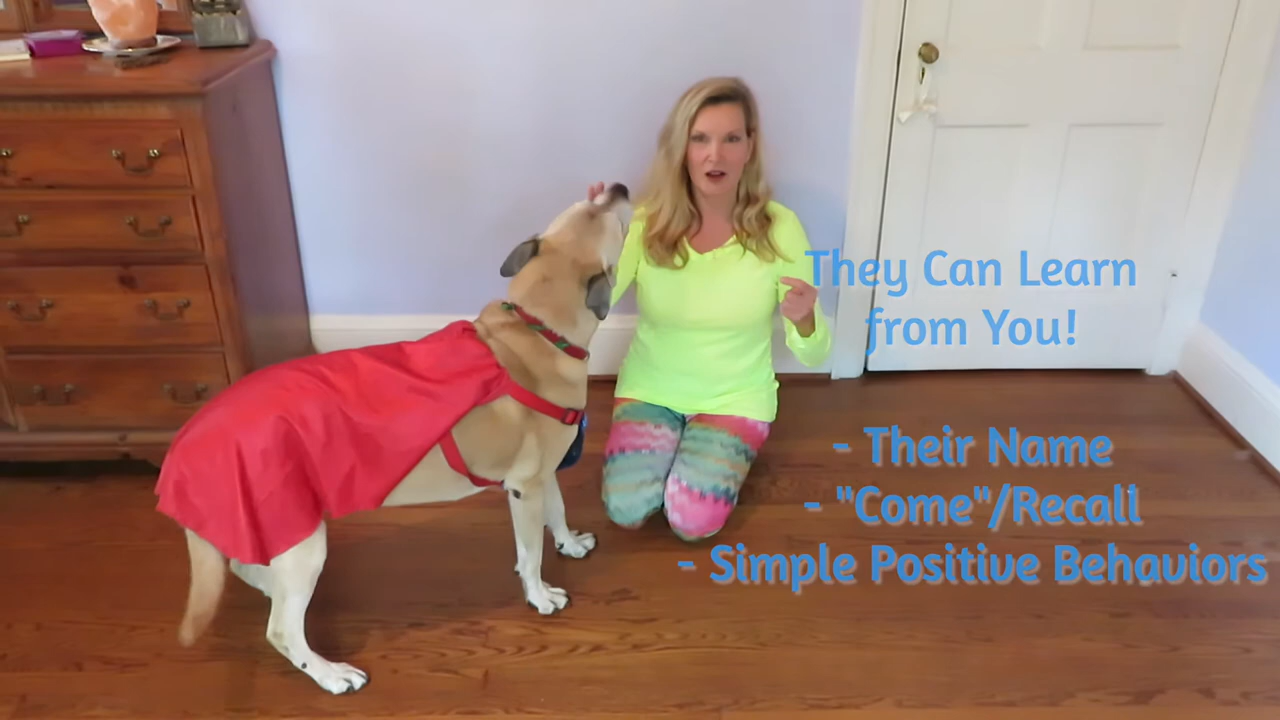 They Can Learn
from You!
- Their Name
- "Come"/Recall
- Simple Positive Behaviors